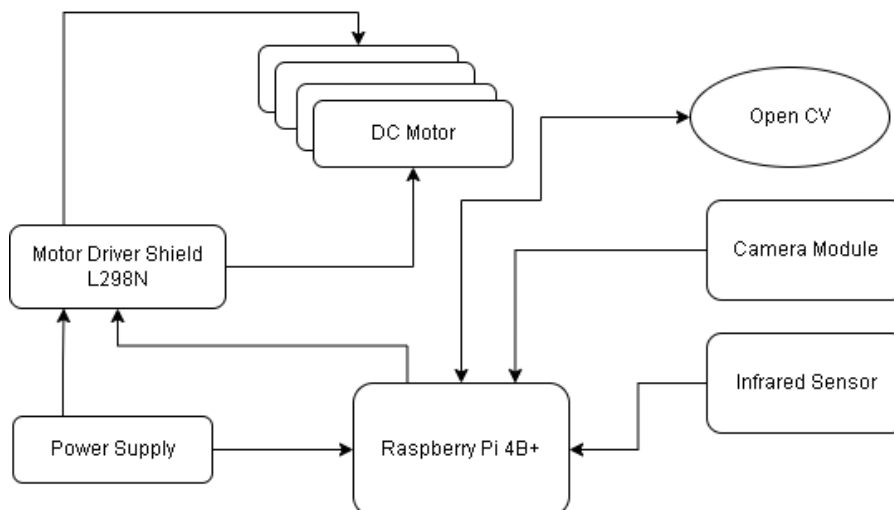 DC Motor
Open CV
Motor Driver Shield
L298N
Camera Module
Infrared Sensor
Power Supply
Raspberry Pi 4B+